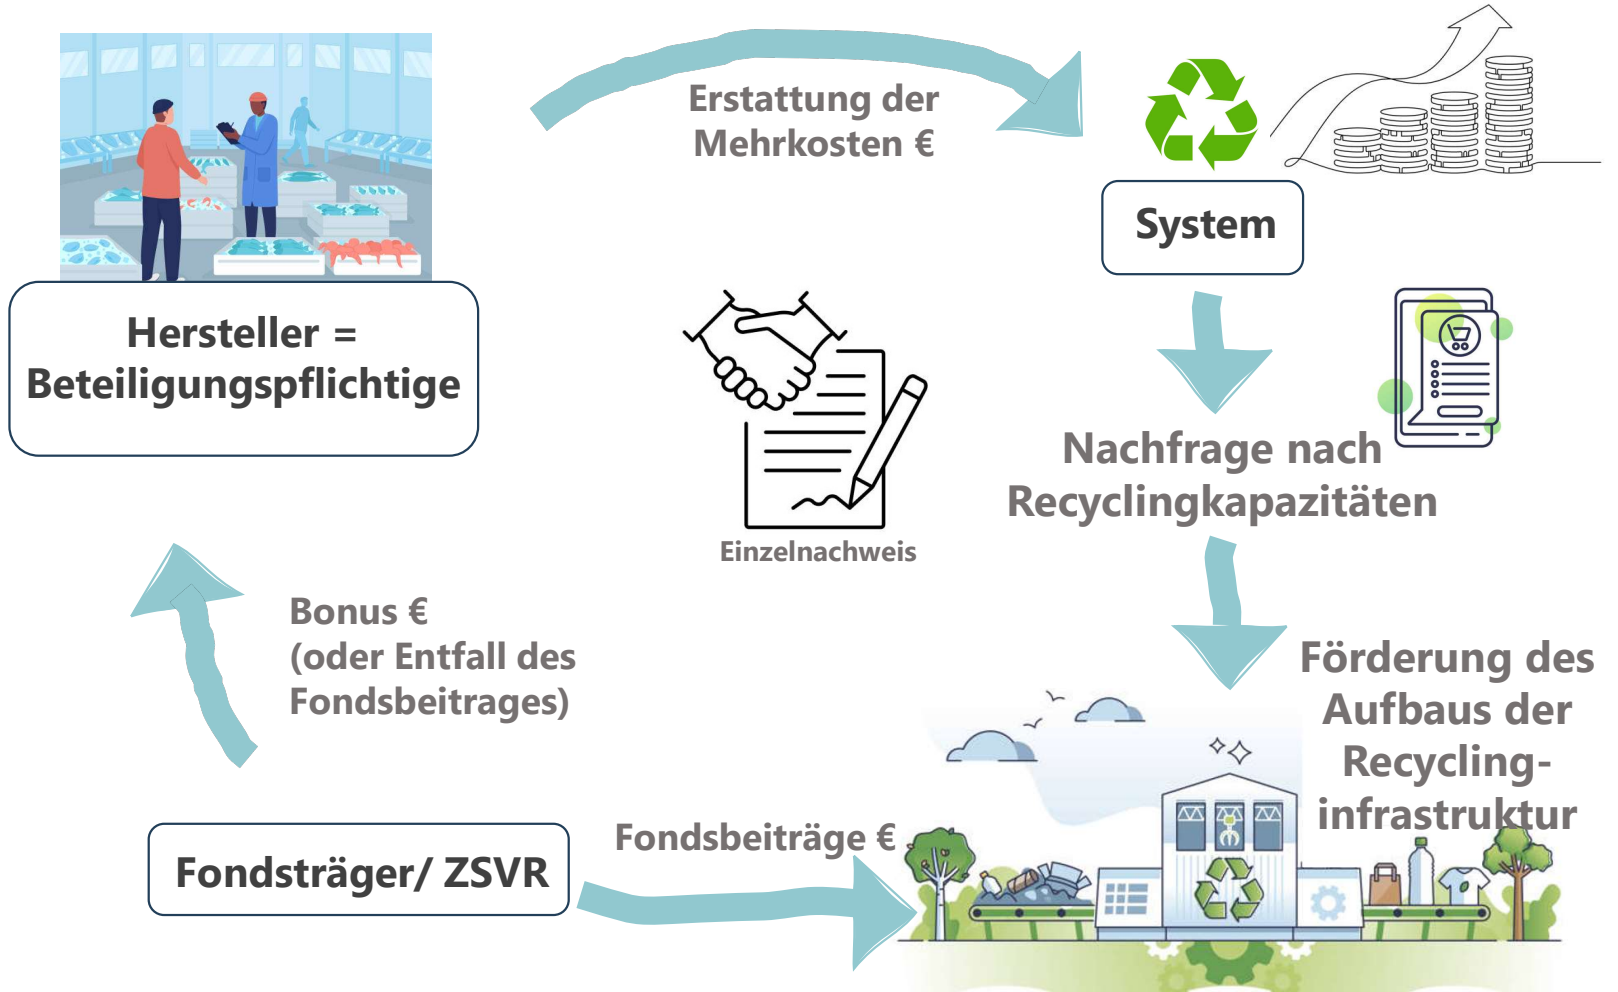 Erstattung der
Mehrkosten €
System
Hersteller =
Beteiligungspflichtige
Nachfrage nach
Recyclingkapazitäten
Einzelnachweis
Bonus €
(oder Entfall des
Fondsbeitrages)
Förderung des
Aufbaus der
Recycling-
infrastruktur
Fondsbeiträge €
Fondsträger/ ZSVR